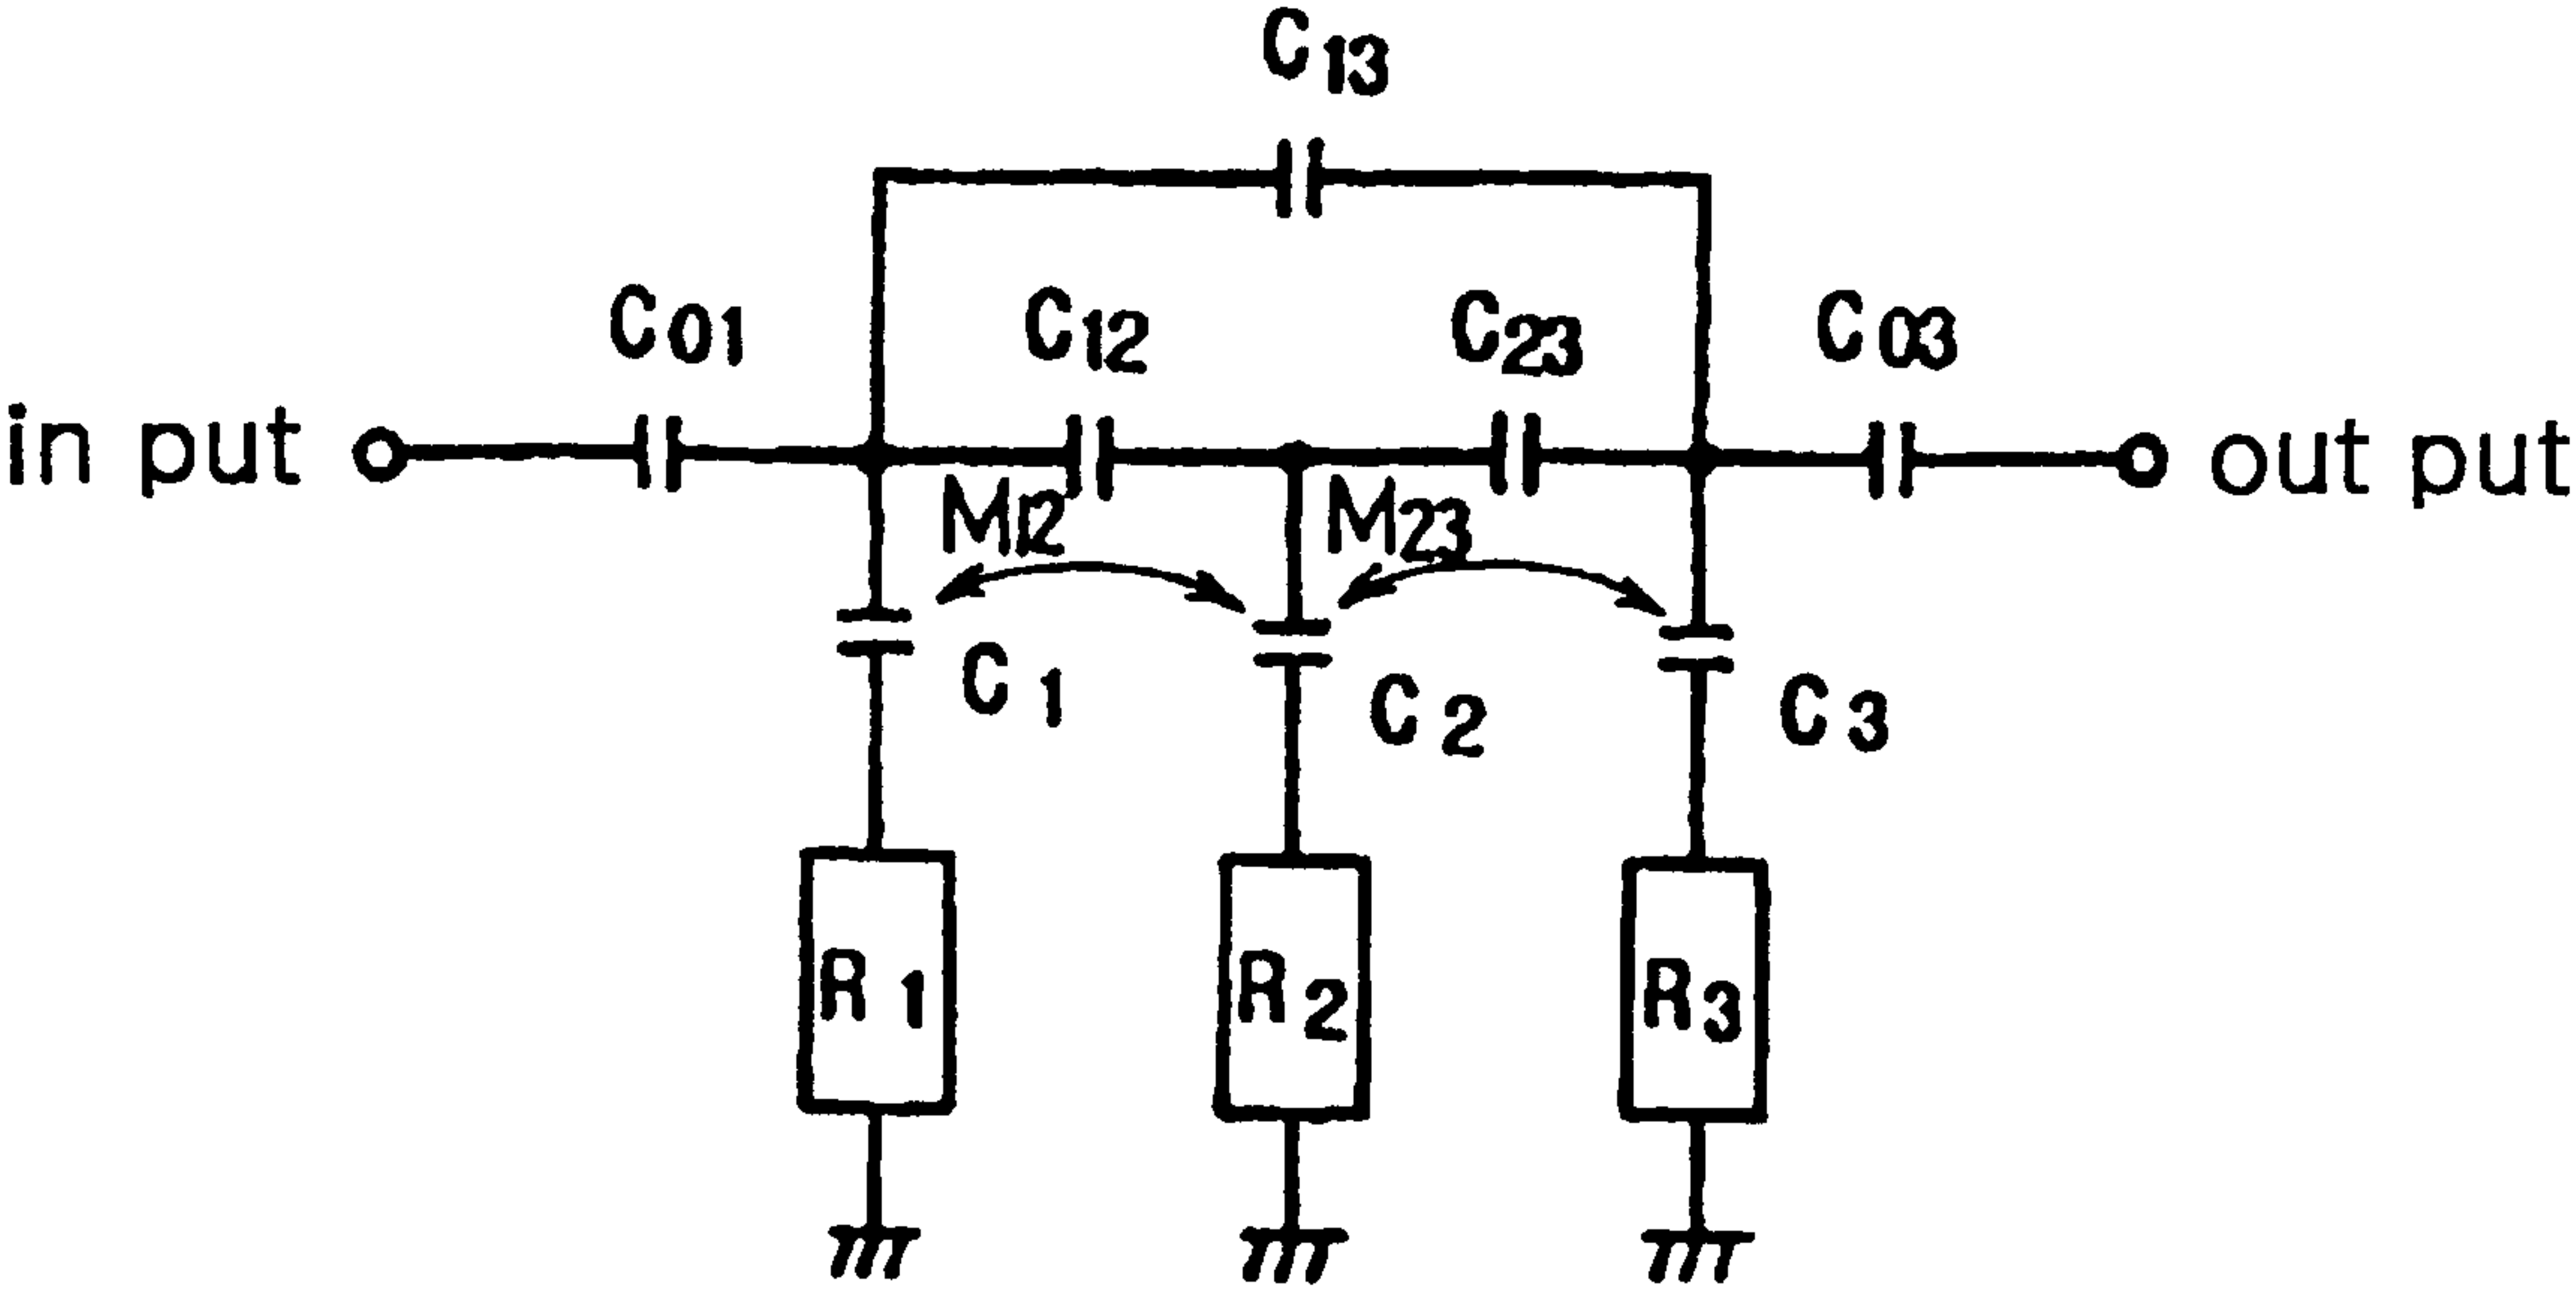 C13
C01 C12 C23 C03
in put out put
M12 M23
C1 C2 C3
R1 R2 R3